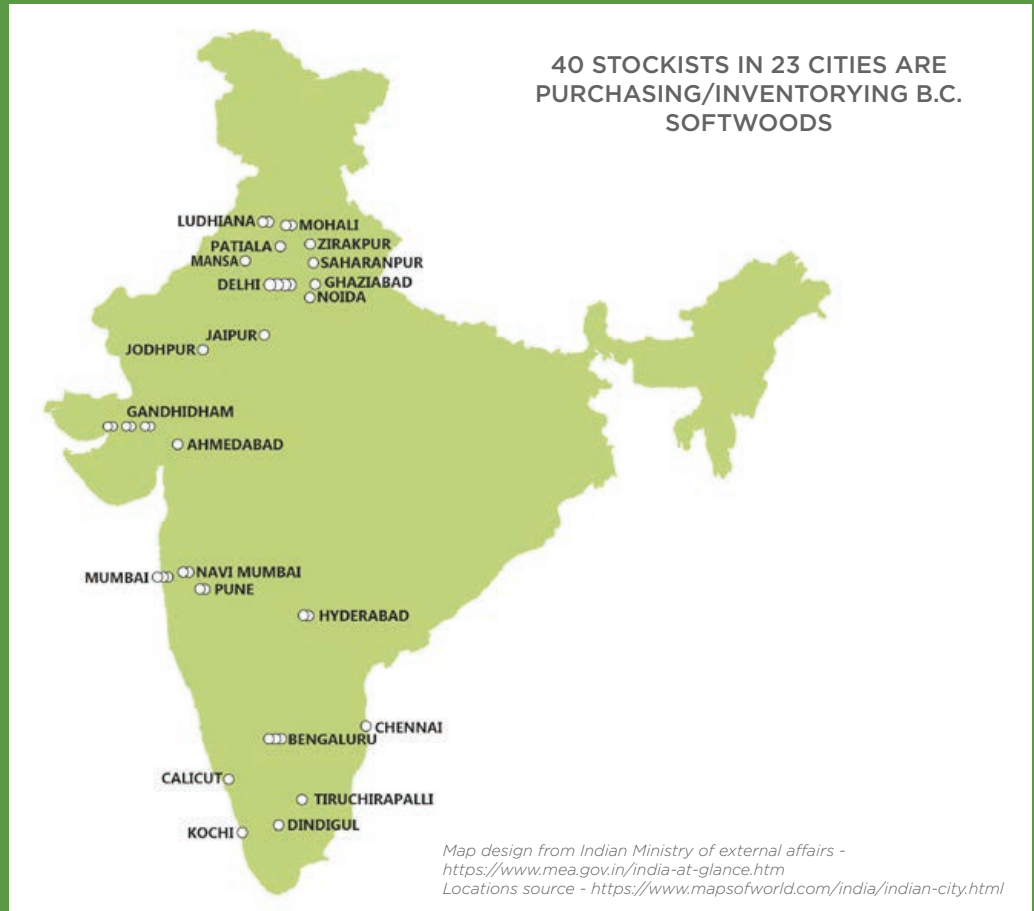 40 STOCKISTS IN 23 CITIES ARE
PURCHASING/INVENTORYING B.C.
SOFTWOODS
LUDHIANA
MOHALI
PATIALA
ZIRAKPUR
MANSA
SAHARANPUR
DELHI
GHAZIABAD
NOIDA
JAIPUR
JODHPUR
GANDHIDHAM
AHMEDABAD
MUMBAI
NAVI MUMBAI
PUNE
HYDERABAD
CHENNAI
BENGALURU
CALICUT
TIRUCHIRAPALLI
DINDIGUL
KOCHI
Map design from Indian Ministry of external affairs -
https://www.mea.gov.in/india-at-glance.htm
Locations source - https://www.mapsofworld.com/india/indian-city.html